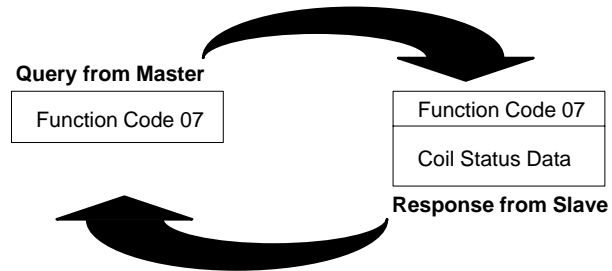 Query from Master
Function Code 07
Function Code 07
Coil Status Data
Response from Slave